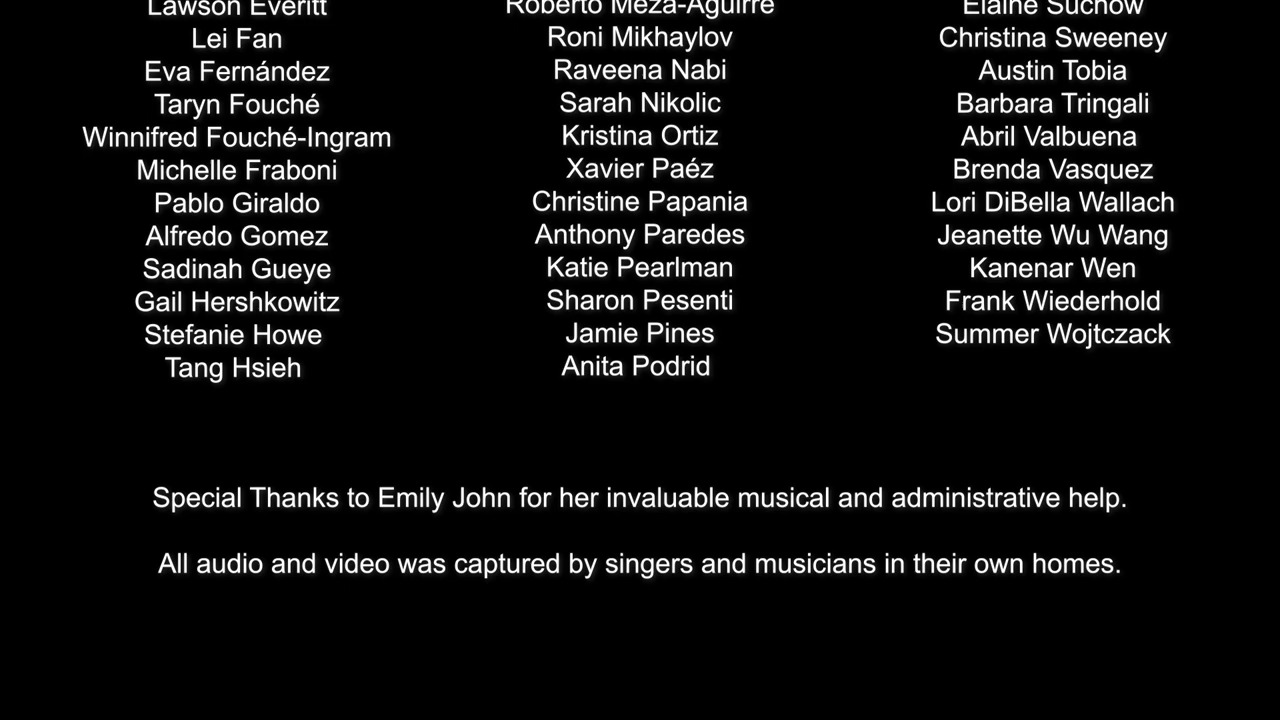 Lawson Everitt
Lei Fan
Eva Fernández
Taryn Fouché
Winnifred Fouché-Ingram
Michelle Fraboni
Pablo Giraldo
Alfredo Gomez
Sadinah Gueye
Gail Hershkowitz
Stefanie Howe
Tang Hsieh
Roberto Meza-Aguirre
Roni Mikhaylov
Raveena Nabi
Sarah Nikolic
Kristina Ortiz
Xavier Paéz
Christine Papania
Anthony Paredes
Katie Pearlman
Sharon Pesenti
Jamie Pines
Anita Podrid
Elaine Suchow
Christina Sweeney
Austin Tobia
Barbara Tringali
Abril Valbuena
Brenda Vasquez
Lori DiBella Wallach
Jeanette Wu Wang
Kanenar Wen
Frank Wiederhold
Summer Wojtczack
Special Thanks to Emily John for her invaluable musical and administrative help.
All audio and video was captured by singers and musicians in their own homes.